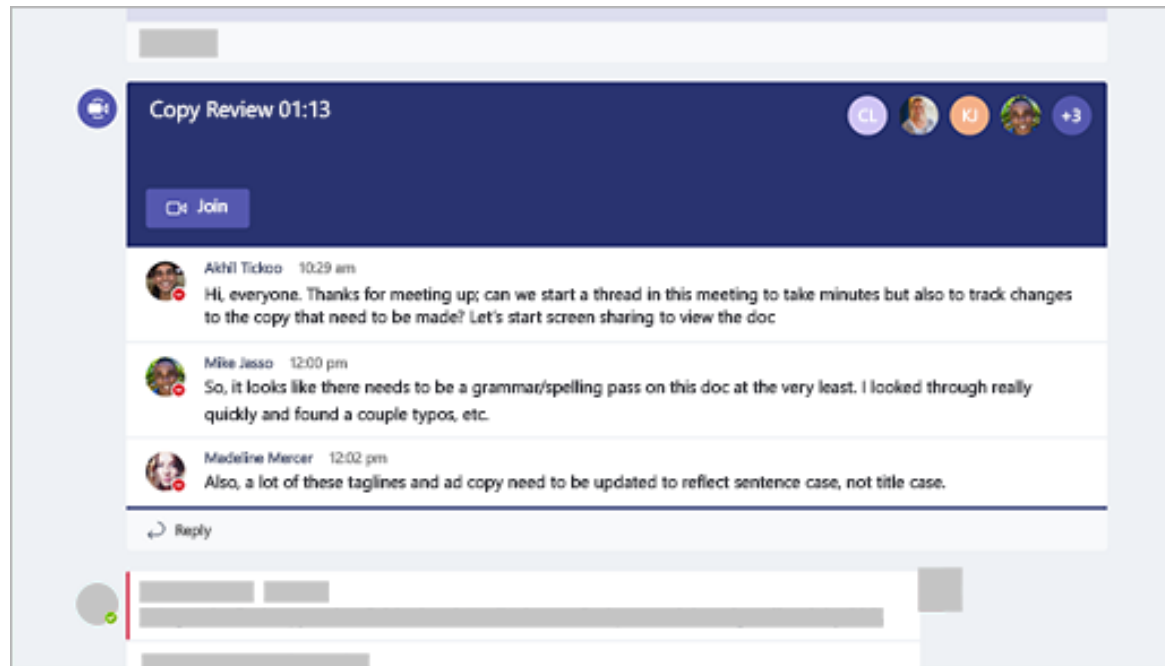 Copy Review 01:13
CL
KJ
+3
Join
Akhil Tickoo 10:29 am
Hi, everyone. Thanks for meeting up; can we start a thread in this meeting to take minutes but also to track changes
to the copy that need to be made? Let's start screen sharing to view the doc
Mike Jasso 12:00 pm
So, it looks like there needs to be a grammar/spelling pass on this doc at the very least. I looked through really
quickly and found a couple typos, etc.
Madeline Mercer 12:02 pm
Also, a lot of these taglines and ad copy need to be updated to reflect sentence case, not title case.
Reply